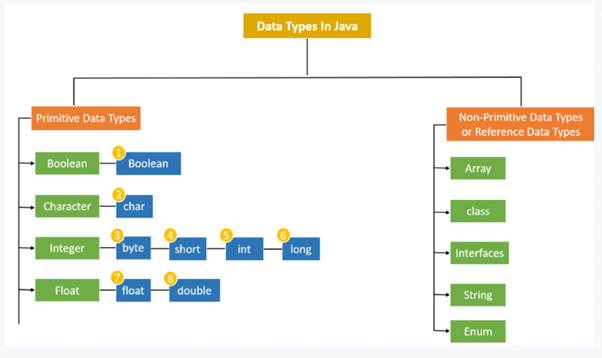 Data Types In Java
Primitive Data Types
Boolean
1
Boolean
Character
2
char
Integer
3
byte
4
short
5
int
6
long
Float
7
float
8
double
Non-Primitive Data Types
or Reference Data Types
Array
class
Interfaces
String
Enum